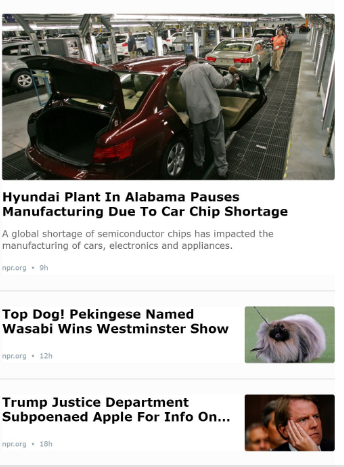 Hyundai Plant In Alabama Pauses
Manufacturing Due To Car Chip Shortage
A global shortage of semiconductor chips has impacted the
manufacturing of cars, electronics and appliances.
npr.org • 9h
Top Dog! Pekingese Named
Wasabi Wins Westminster Show
npr.org • 12h
Trump Justice Department
Subpoenaed Apple For Info On...
npr.org • 18h